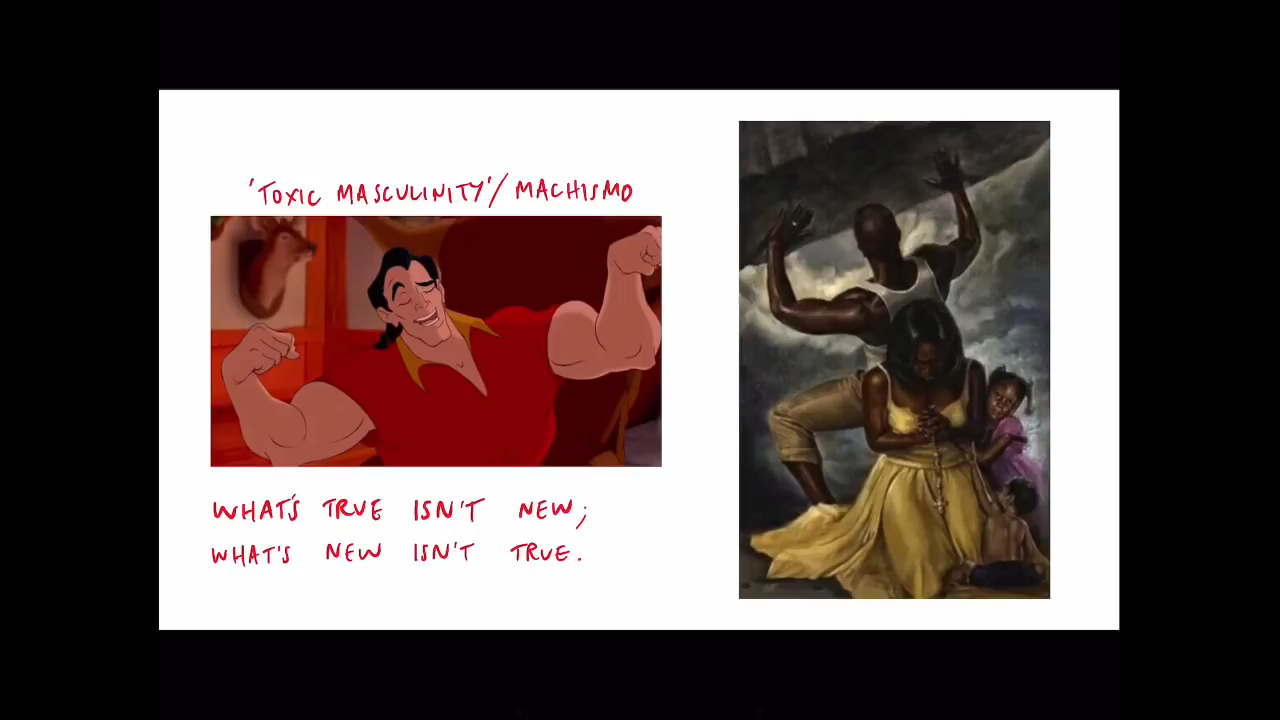 'TOXIC MASCULINITY'/MACHISMO
WHAT'S TRUE ISN'T NEW;
WHAT'S NEW ISN'T TRUE.